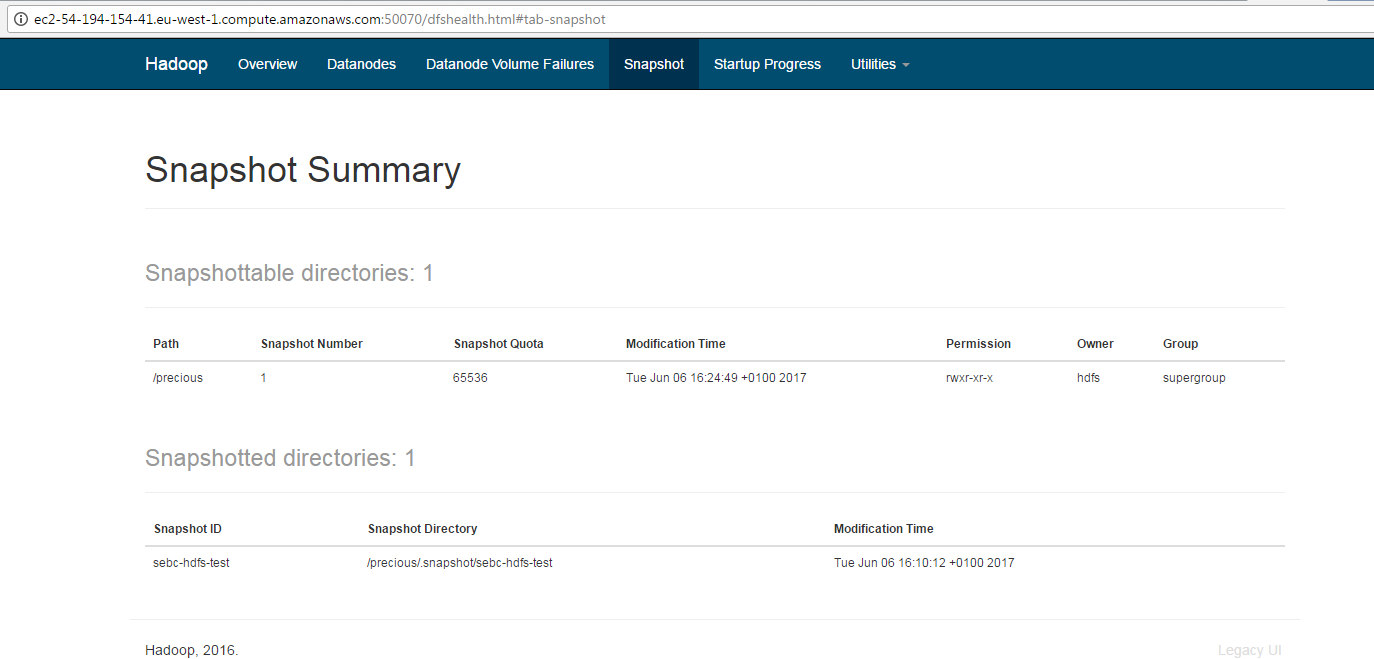 ec2-54-194-154-41.eu-west-1.compute.amazonaws.com:50070/dfshealth.html#tab-snapshot
Hadoop Overview Datanodes Datanode Volume Failures Snapshot Startup Progress Utilities
Snapshot Summary
Snapshottable directories: 1
Path Snapshot Number Snapshot Quota Modification Time Permission Owner Group
/precious 1 65536 Tue Jun 06 16:24:49 +0100 2017 rwxr-xr-x hdfs supergroup
Snapshotted directories: 1
Snapshot ID Snapshot Directory Modification Time
sebc-hdfs-test /precious/.snapshot/sebc-hdfs-test Tue Jun 06 16:10:12 +0100 2017
Hadoop, 2016. Legacy UI